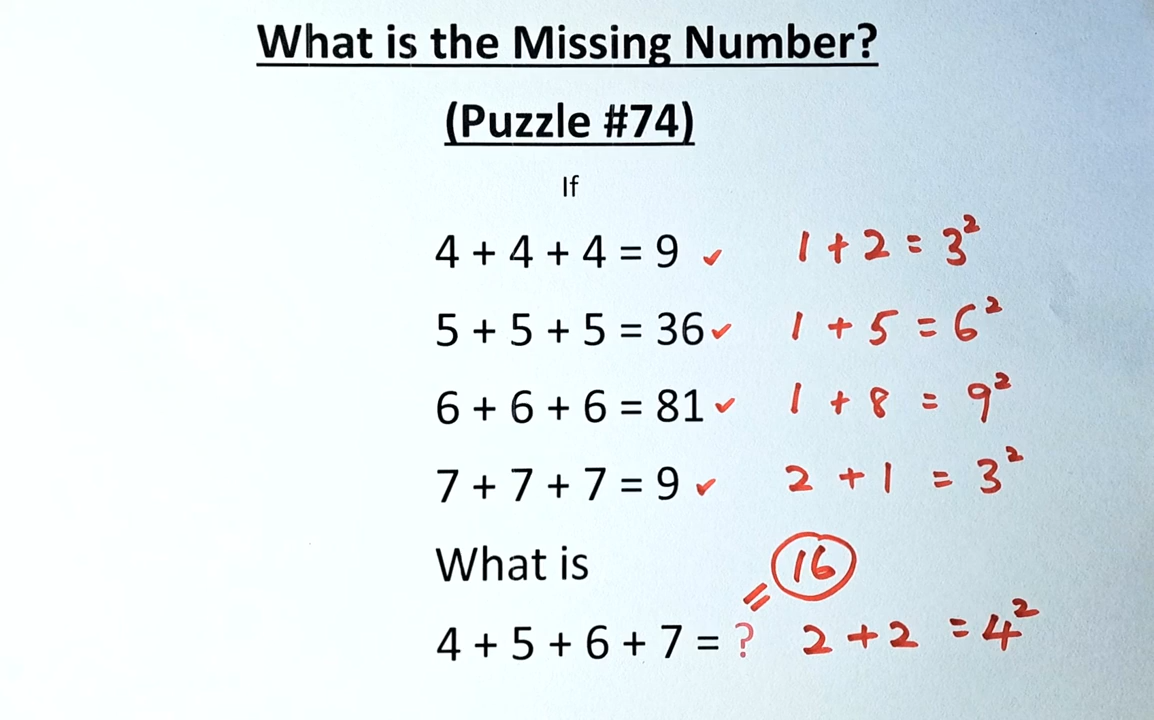 What is the Missing Number?
(Puzzle #74)
If
4 + 4 + 4 = 9 ✓ 1 + 2 = 3²
5 + 5 + 5 = 36 ✓ 1 + 5 = 6²
6 + 6 + 6 = 81 ✓ 1 + 8 = 9²
7 + 7 + 7 = 9 ✓ 2 + 1 = 3²
What is
= 16
4 + 5 + 6 + 7 = ? 2 + 2 = 4²